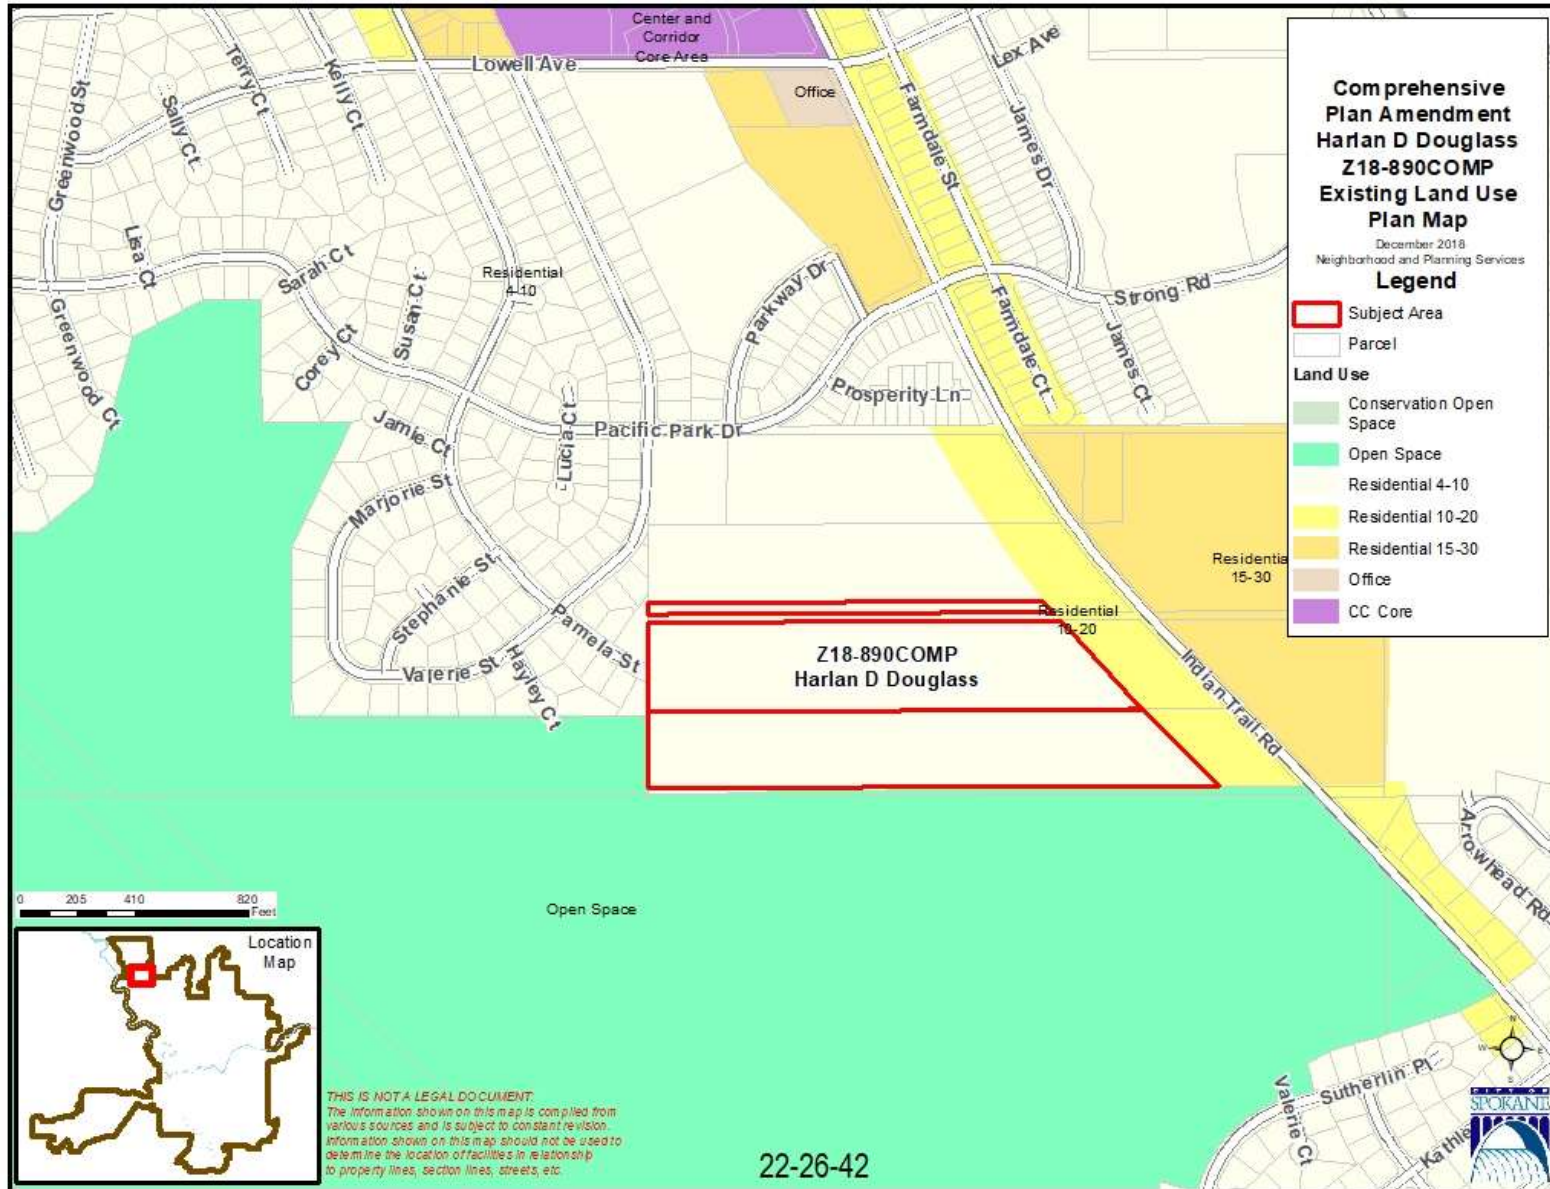 Center and
Corridor
Core Area
Lowell Ave
Office
Lex Ave
Terry Ct
Kelly Ct
Sally Ct
Greenwood St
Farmdale St
James Dr
Lisa Ct
Sarah Ct
Susan Ct
Corey Ct
Greenwood Ct
Residential
4-10
Parkway Dr
Strong Rd
Farmdale Ct
James Ct
Prosperity Ln
Jamie Ct
Lucia Ct
Pacific Park Dr
Marjorie St
Stephanie St
Pamela St
Valerie St
Hayley Ct
Residential
10-20
Residentia
15-30
Z18-890COMP
Harlan D Douglass
Indian Trail Rd
Arrowhead Rd
Open Space
Sutherlin Pl
Valerie Ct
Kathle
Comprehensive
Plan Amendment
Harlan D Douglass
Z18-890COMP
Existing Land Use
Plan Map
December 2018
Neighborhood and Planning Services
Legend
Subject Area
Parcel
Land Use
Conservation Open
Space
Open Space
Residential 4-10
Residential 10-20
Residential 15-30
Office
CC Core
0 205 410 820
Feet
Location
Map
THIS IS NOT A LEGAL DOCUMENT:
The information shown on this map is compiled from
various sources and is subject to constant revision.
Information shown on this map should not be used to
determine the location of facilities in relationship
to property lines, section lines, streets, etc.
22-26-42
N
W E
S
CITY OF
SPOKANE